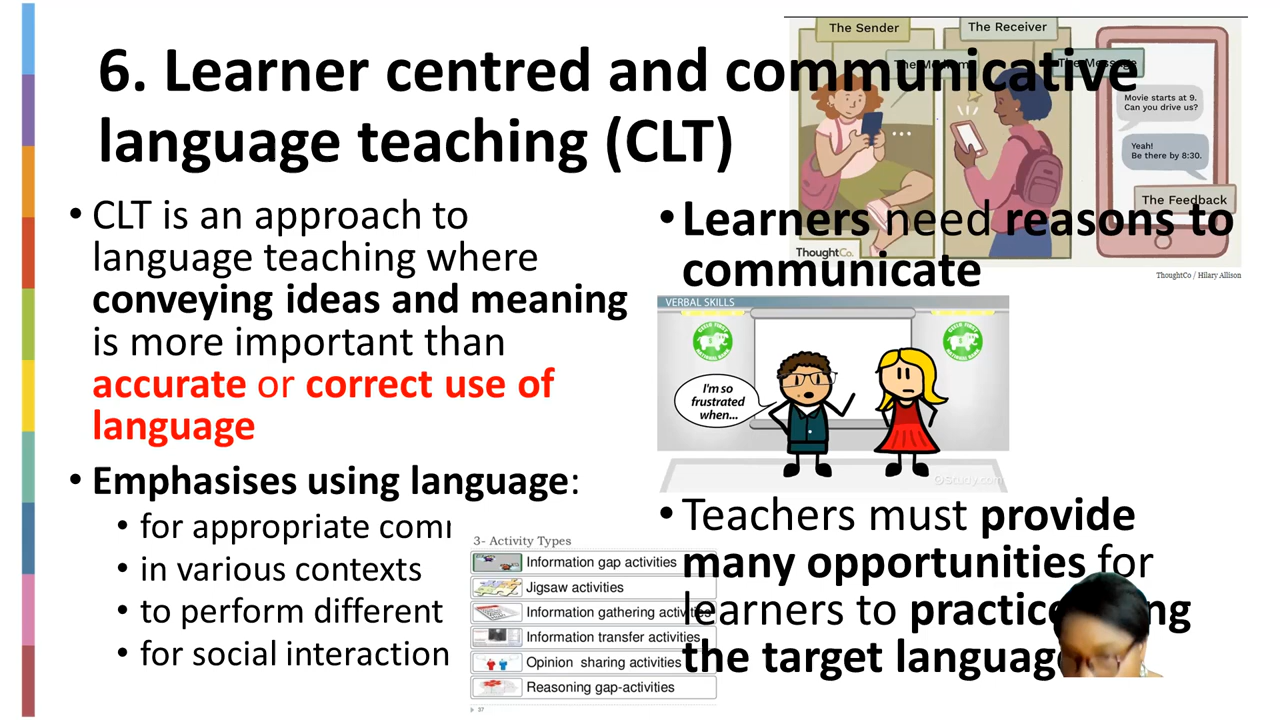 6. Learner centred and communicative
language teaching (CLT)
The Sender
The Receiver
The Message
Movie starts at 9.
Can you drive us?
Yeah!
Be there by 8:30.
The Feedback
ThoughtCo.
ThoughtCo / Hilary Allison
• CLT is an approach to
language teaching where
conveying ideas and meaning
is more important than
accurate or correct use of
language
• Emphasises using language:
• for appropriate
• in various contexts
• to perform different
• for social interaction
• Learners need reasons to
communicate
VERBAL SKILLS
I'm so
frustrated
when...
Study.com
• Teachers must provide
many opportunities for
learners to practice
the target language
3- Activity Types
Information gap activities
Jigsaw activities
Information gathering activities
Information transfer activities
Opinion sharing activities
Reasoning gap-activities
37